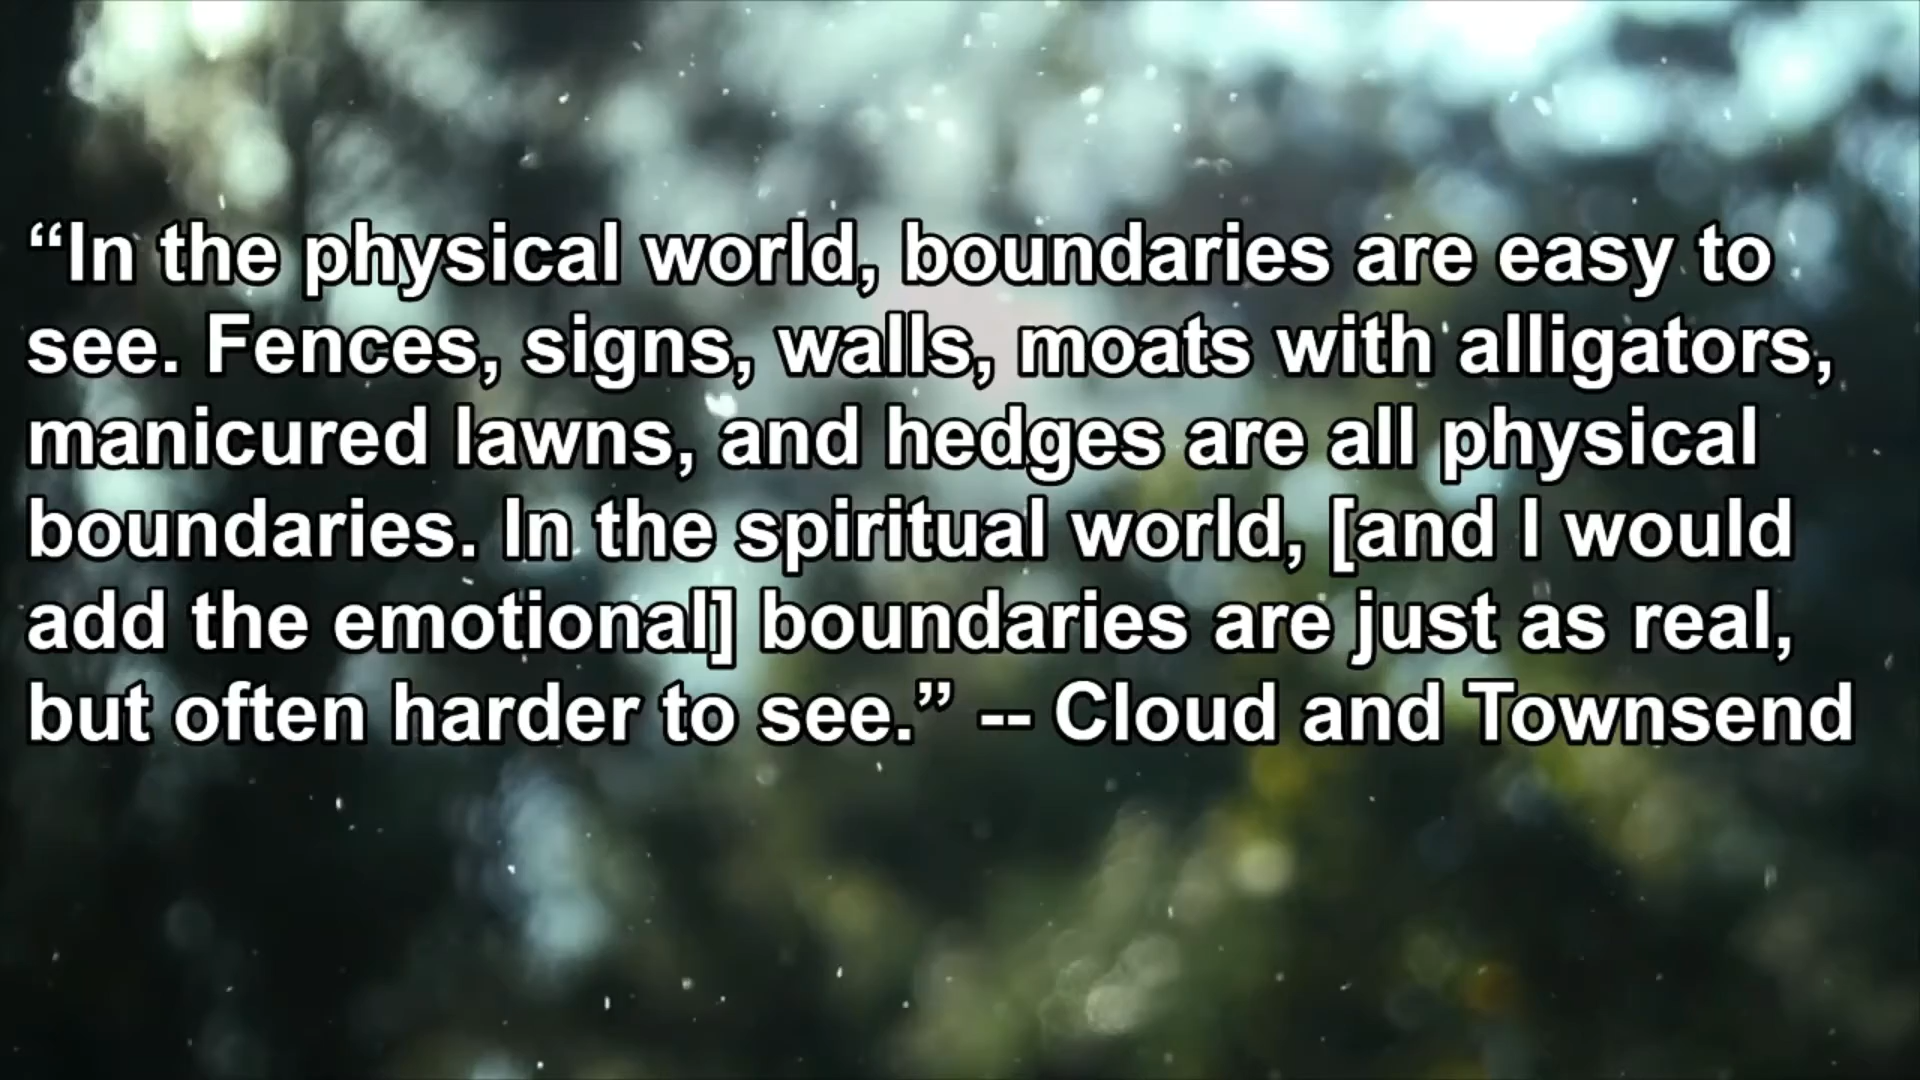 “In the physical world, boundaries are easy to
see. Fences, signs, walls, moats with alligators,
manicured lawns, and hedges are all physical
boundaries. In the spiritual world, [and I would
add the emotional] boundaries are just as real,
but often harder to see.” -- Cloud and Townsend